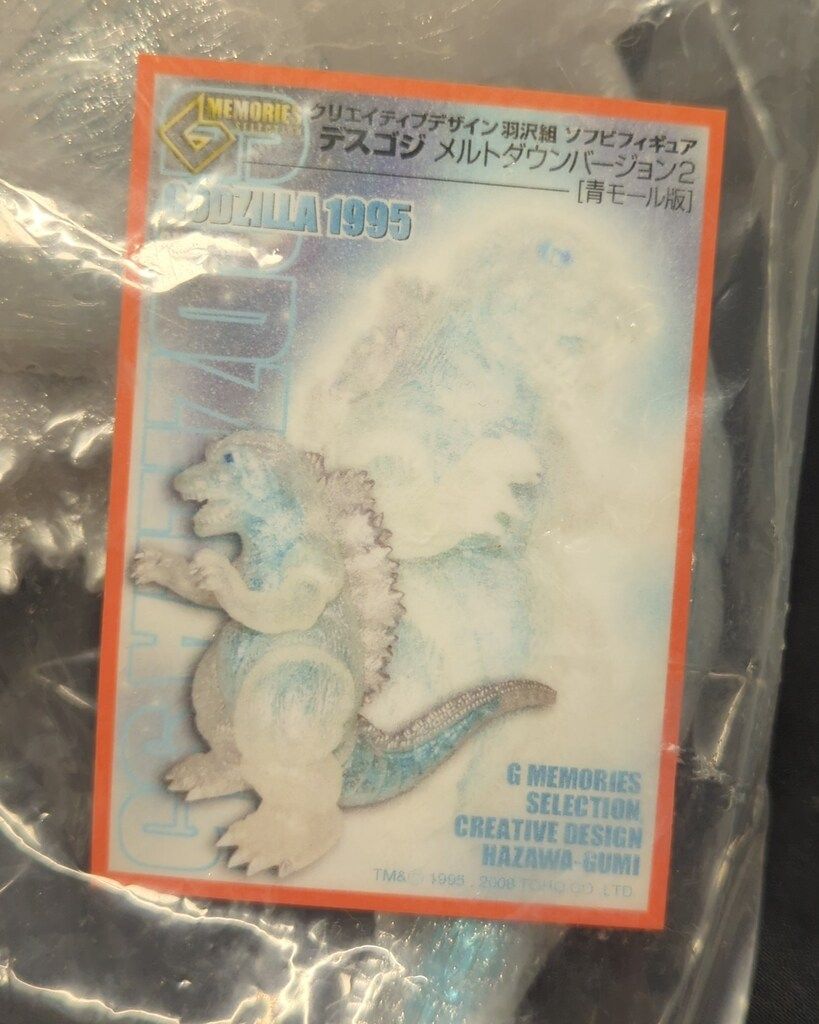 G MEMORIES
SELECTION
クリエイティブデザイン 羽沢組 ソフビフィギュア
デスゴジ メルトダウンバージョン2
[青モール版]
GODZILLA 1995
GODZILLA
G MEMORIES
SELECTION
CREATIVE DESIGN
HAZAWA-GUMI
TM&© 1995, 2008 TOHO CO., LTD.